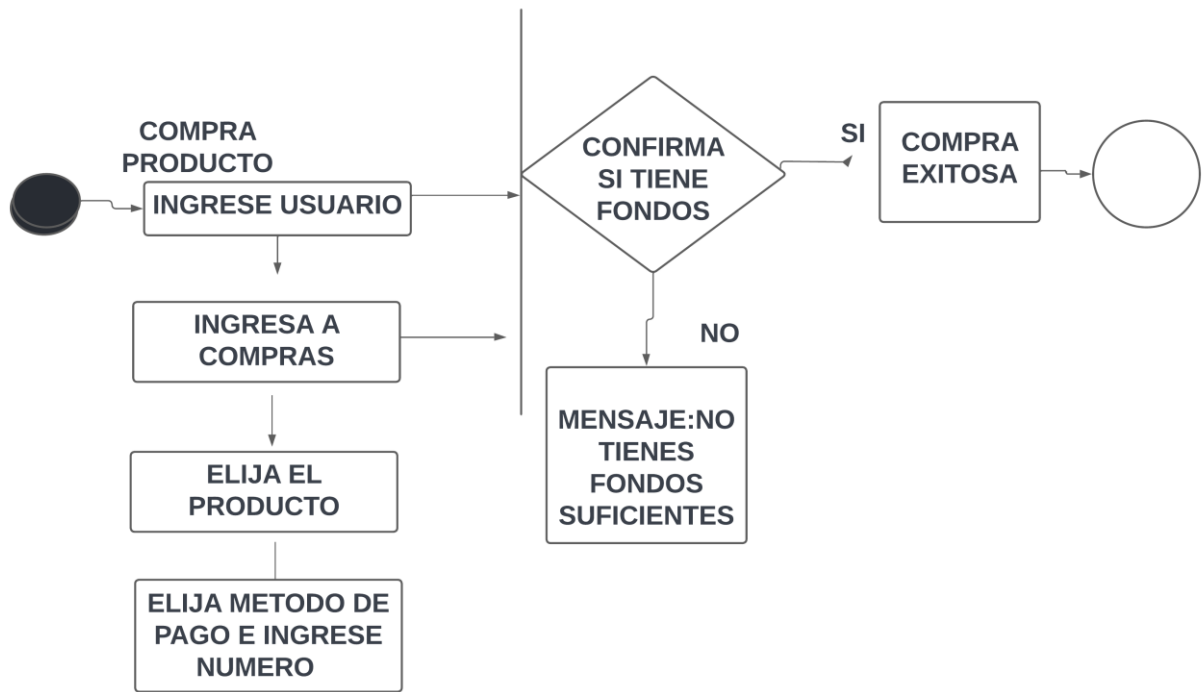 COMPRA
PRODUCTO
INGRESE USUARIO
INGRESA A
COMPRAS
ELIJA EL
PRODUCTO
ELIJA METODO DE
PAGO E INGRESE
NUMERO
CONFIRMA
SI TIENE
FONDOS
SI
COMPRA
EXITOSA
NO
MENSAJE:NO
TIENES
FONDOS
SUFICIENTES